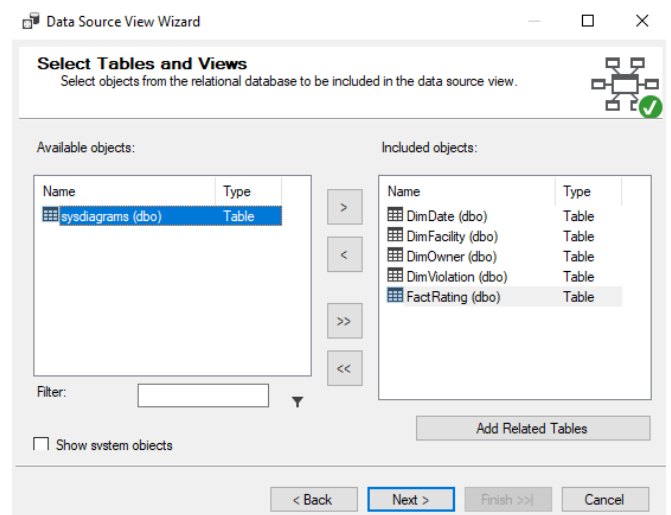 Data Source View Wizard
Select Tables and Views
Select objects from the relational database to be included in the data source view.
Available objects:
Name Type
sysdiagrams (dbo) Table
Filter:
Show system objects
>
<
>>
<<
Included objects:
Name Type
DimDate (dbo) Table
DimFacility (dbo) Table
DimOwner (dbo) Table
DimViolation (dbo) Table
FactRating (dbo) Table
Add Related Tables
< Back Next > Finish >>| Cancel